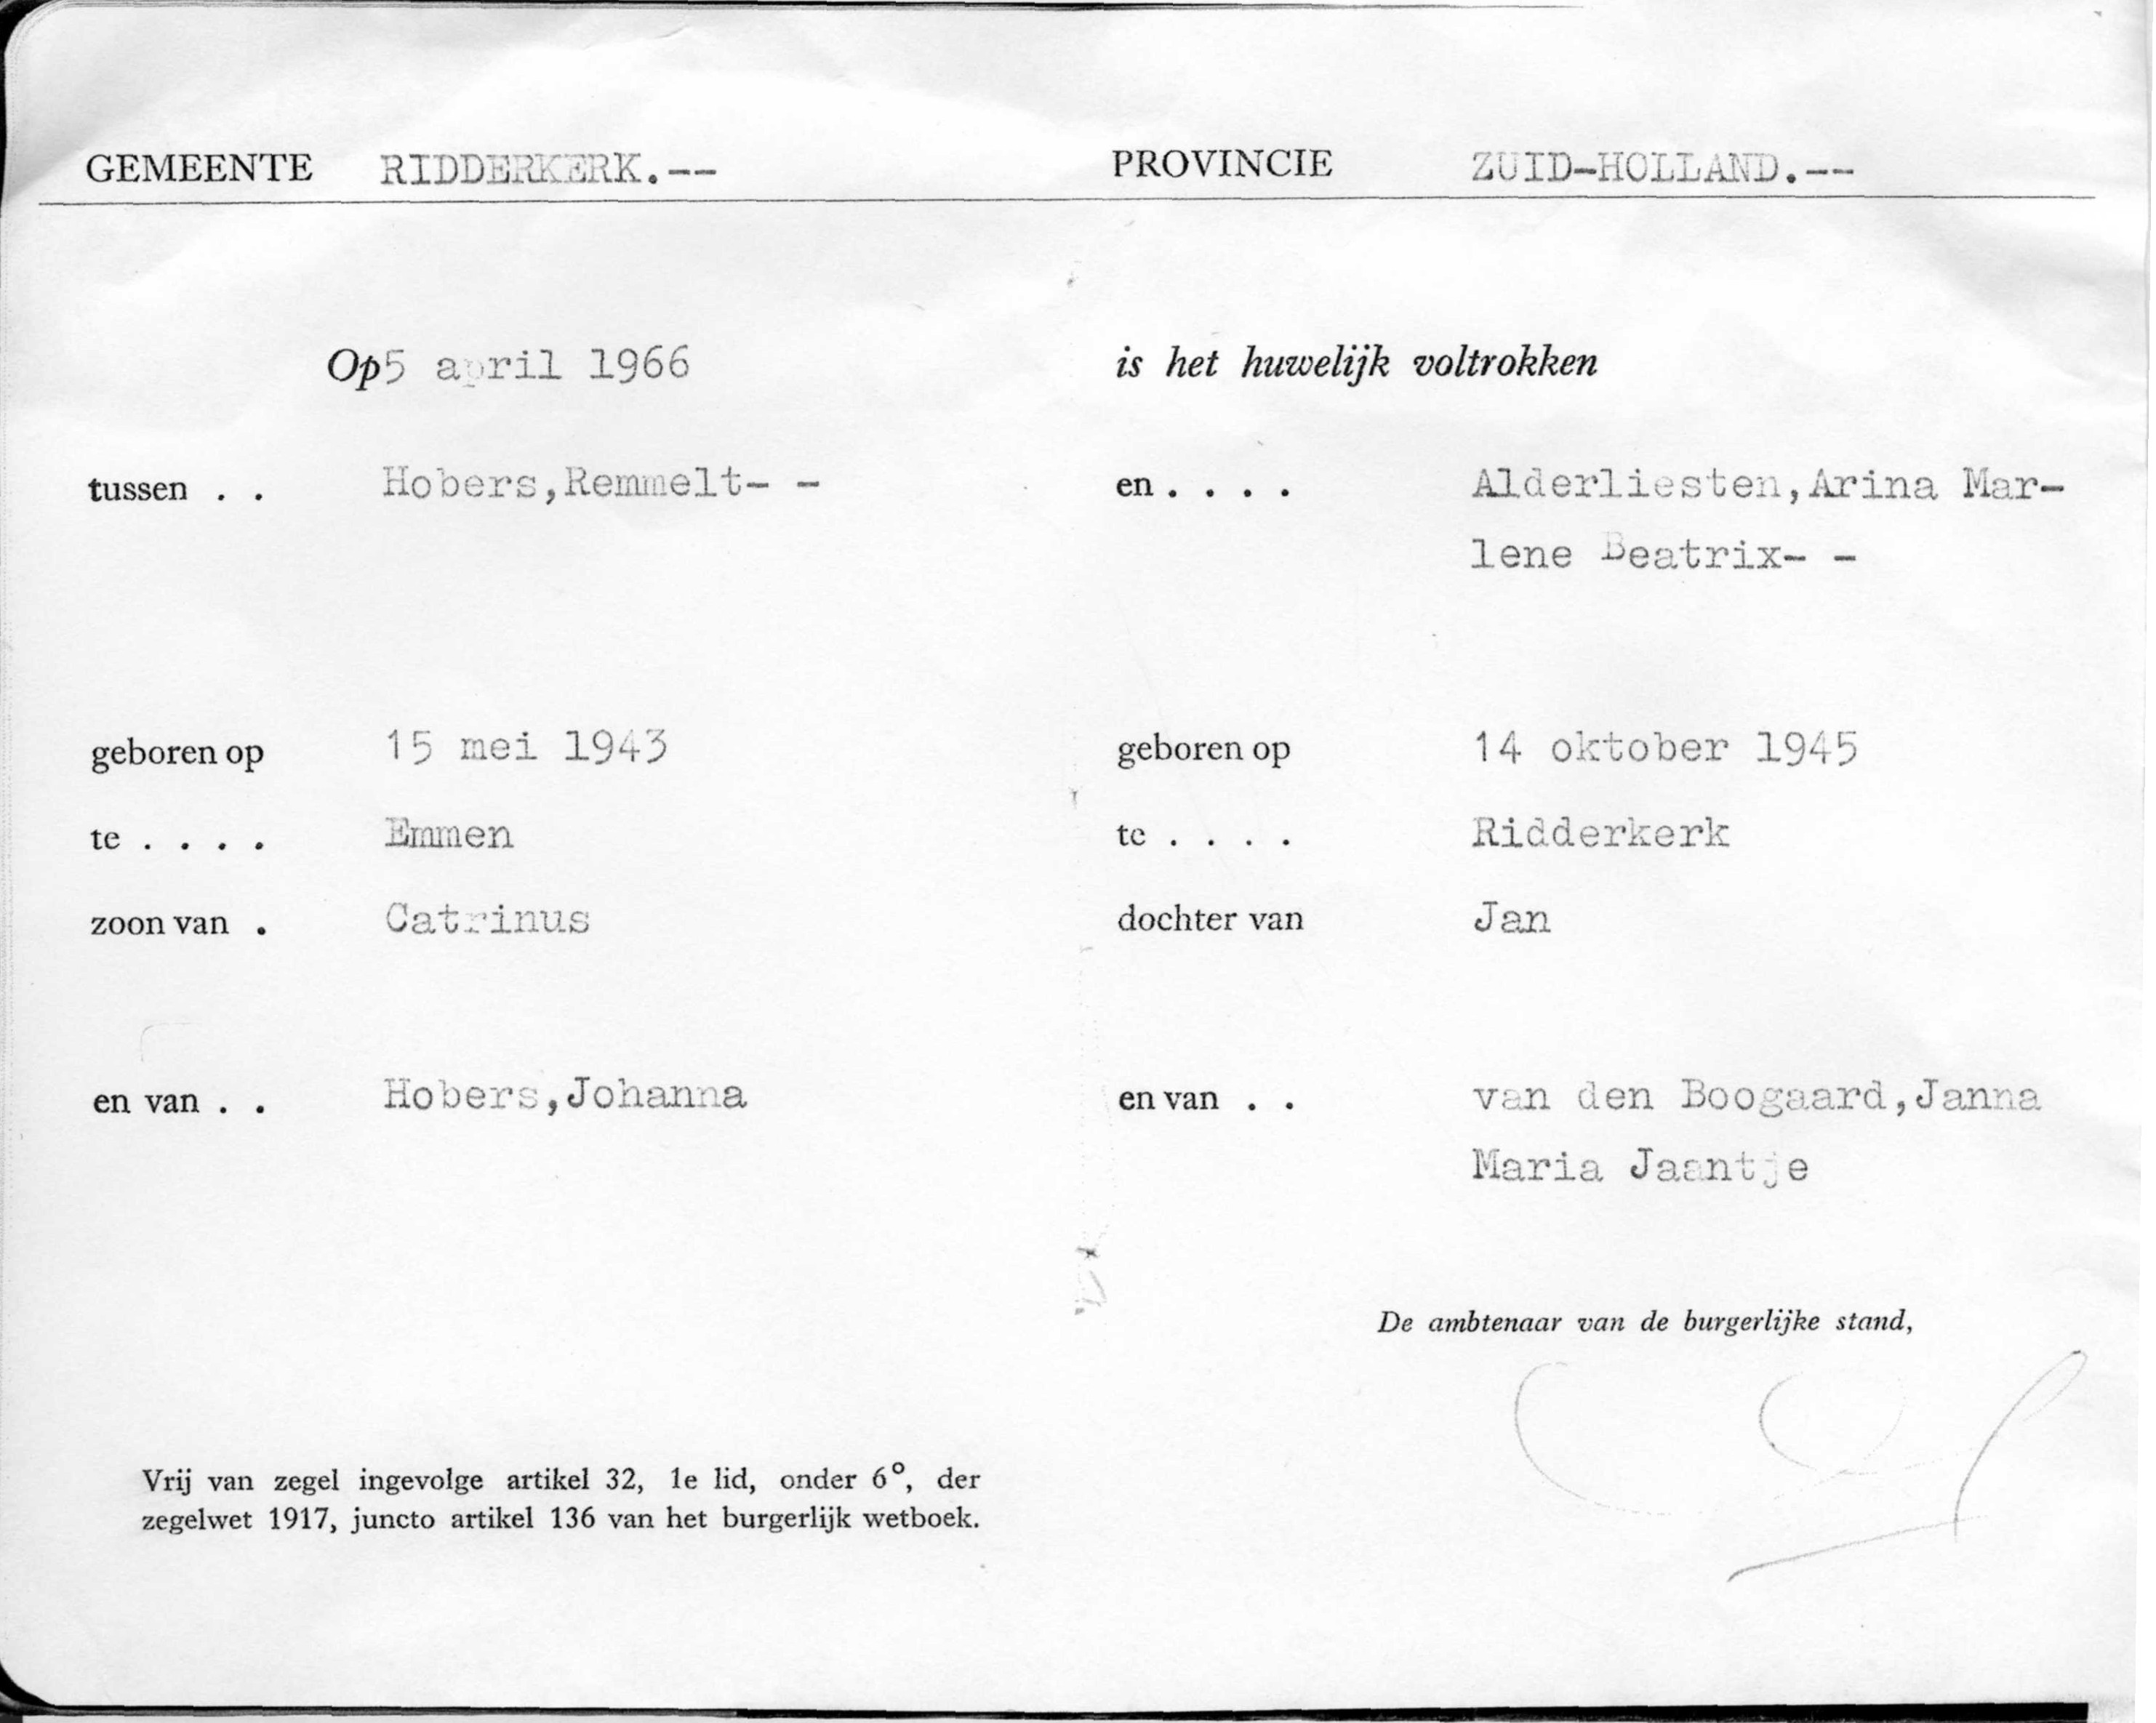 GEMEENTE RIDDERKERK.-- PROVINCIE ZUID-HOLLAND.--
Op 5 april 1966 is het huwelijk voltrokken
tussen . . Hobers,Remmelt- - en . . . . Alderliesten,Arina Mar-
lene Beatrix- -
geboren op 15 mei 1943 geboren op 14 oktober 1945
te . . . . Emmen te . . . . Ridderkerk
zoon van . Catrinus dochter van Jan
en van . . Hobers,Johanna en van . . van den Boogaard,Janna
Maria Jaantje
De ambtenaar van de burgerlijke stand,
Vrij van zegel ingevolge artikel 32, 1e lid, onder 6°, der
zegelwet 1917, juncto artikel 136 van het burgerlijk wetboek.